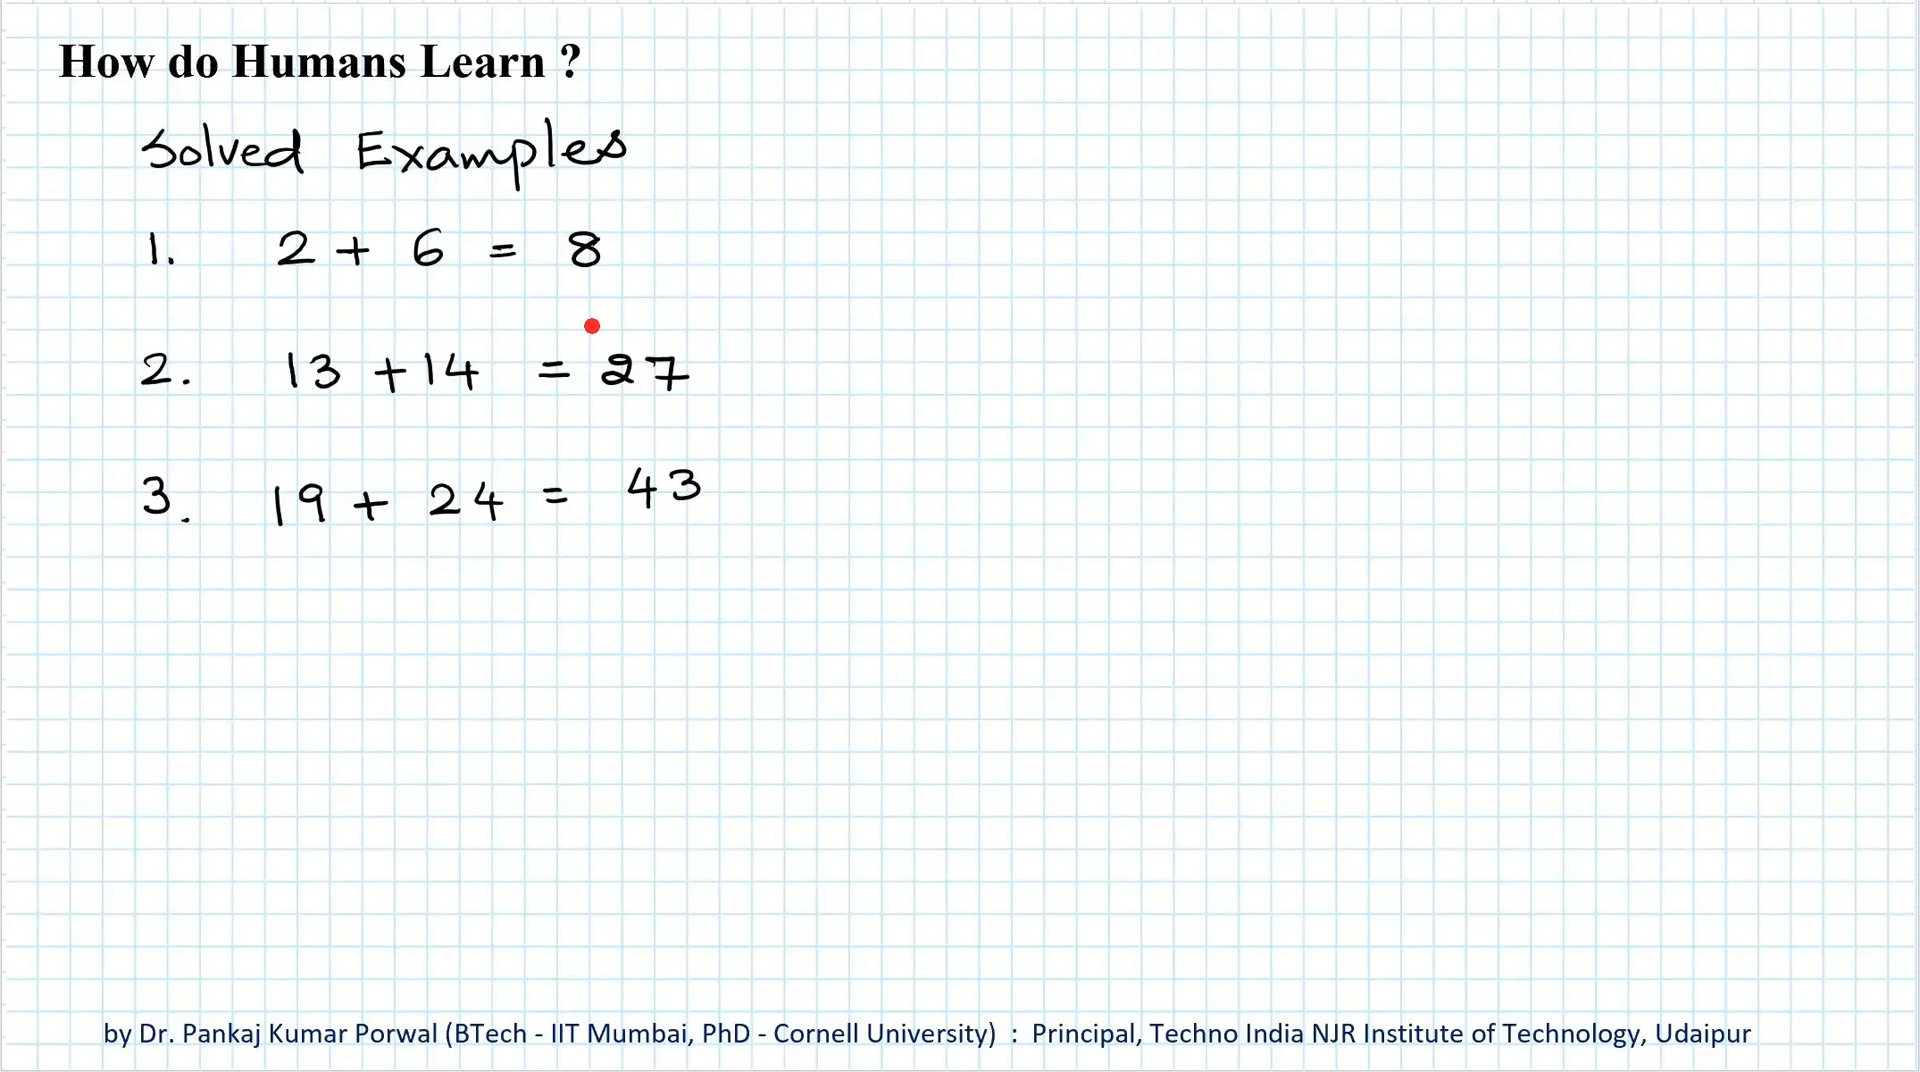 How do Humans Learn ?
Solved Examples
1. 2 + 6 = 8
2. 13 + 14 = 27
3. 19 + 24 = 43
by Dr. Pankaj Kumar Porwal (BTech - IIT Mumbai, PhD - Cornell University) : Principal, Techno India NJR Institute of Technology, Udaipur